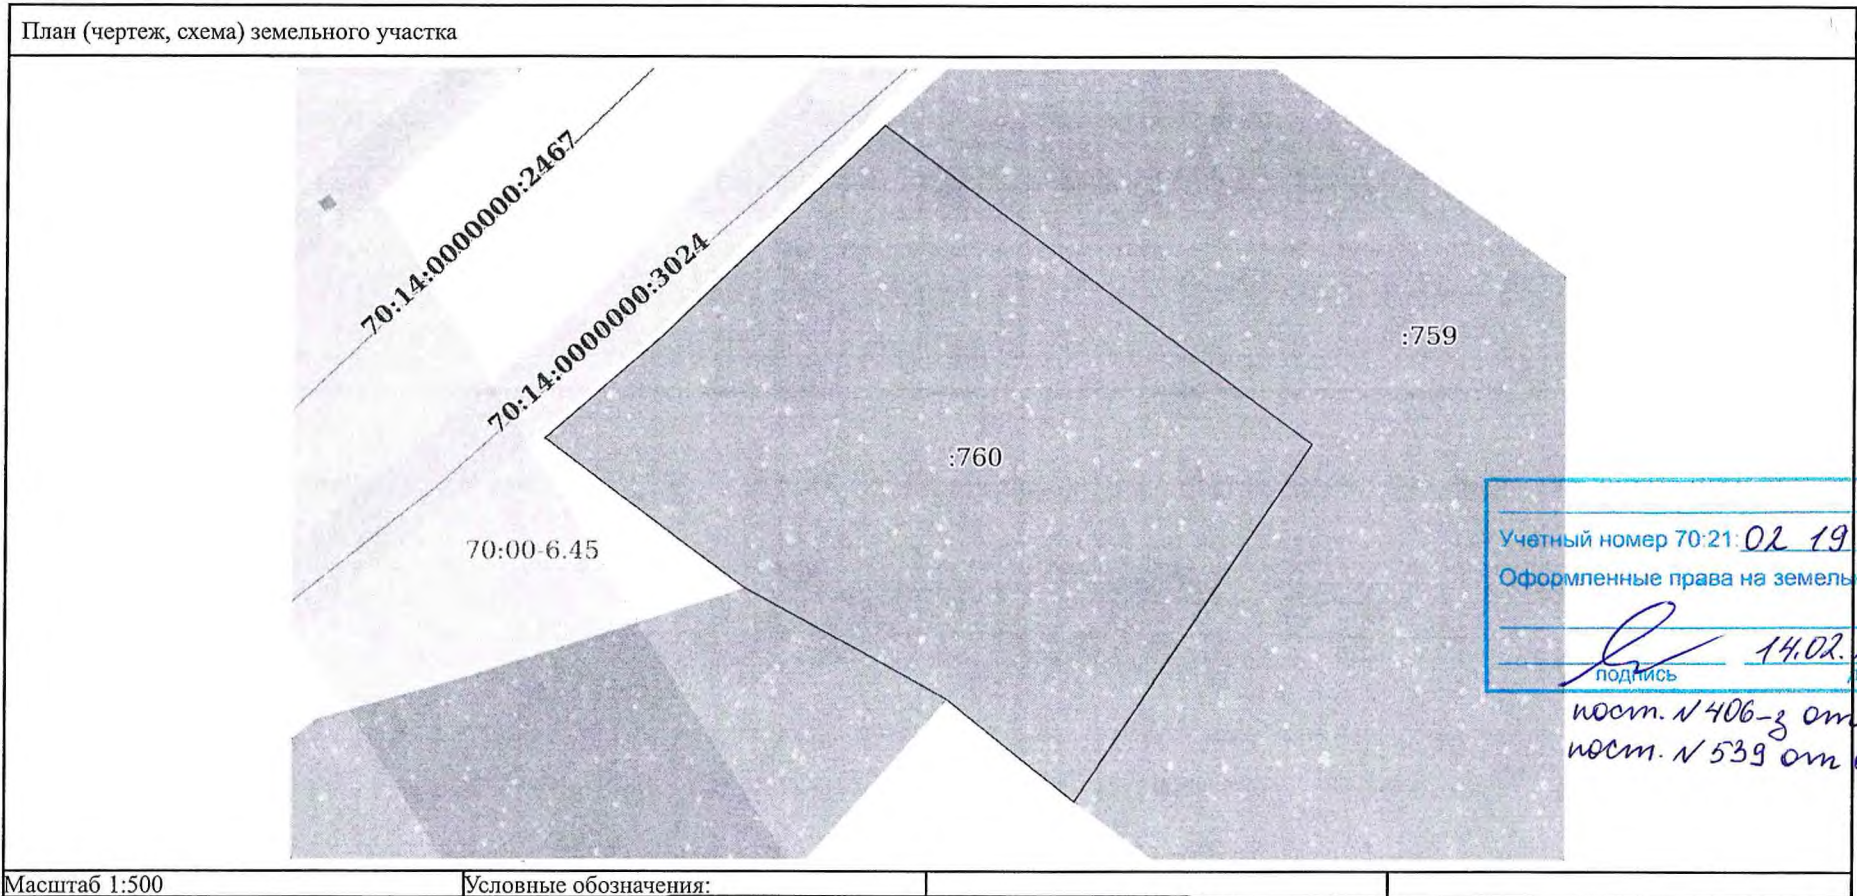 План (чертеж, схема) земельного участка
70:14:0000000:2467
70:14:0000000:3024
:759
:760
70:00-6.45
Учетный номер 70:21: 02 19
Оформленные права на земель
14.02.
подпись
пост. N 406-з от
пост. N 539 от
Масштаб 1:500
Условные обозначения: